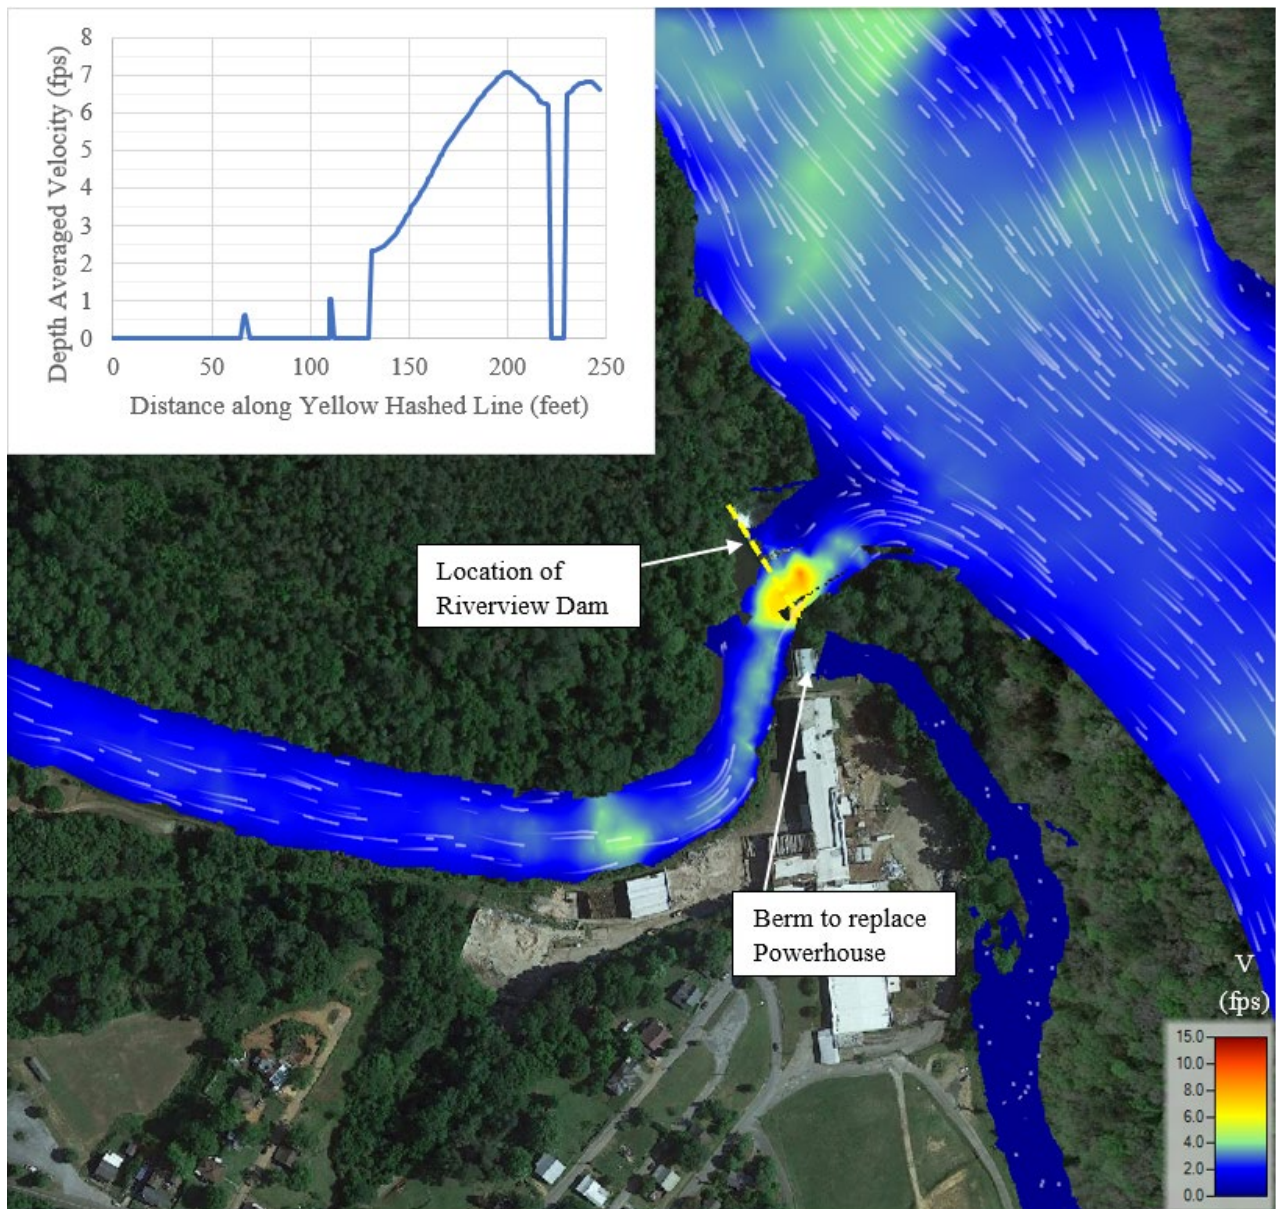 8
7
6
5
4
3
2
1
0
Depth Averaged Velocity (fps)
0 50 100 150 200 250
Distance along Yellow Hashed Line (feet)
Location of
Riverview Dam
Berm to replace
Powerhouse
V
(fps)
15.0
10.0
8.0
6.0
4.0
2.0
0.0